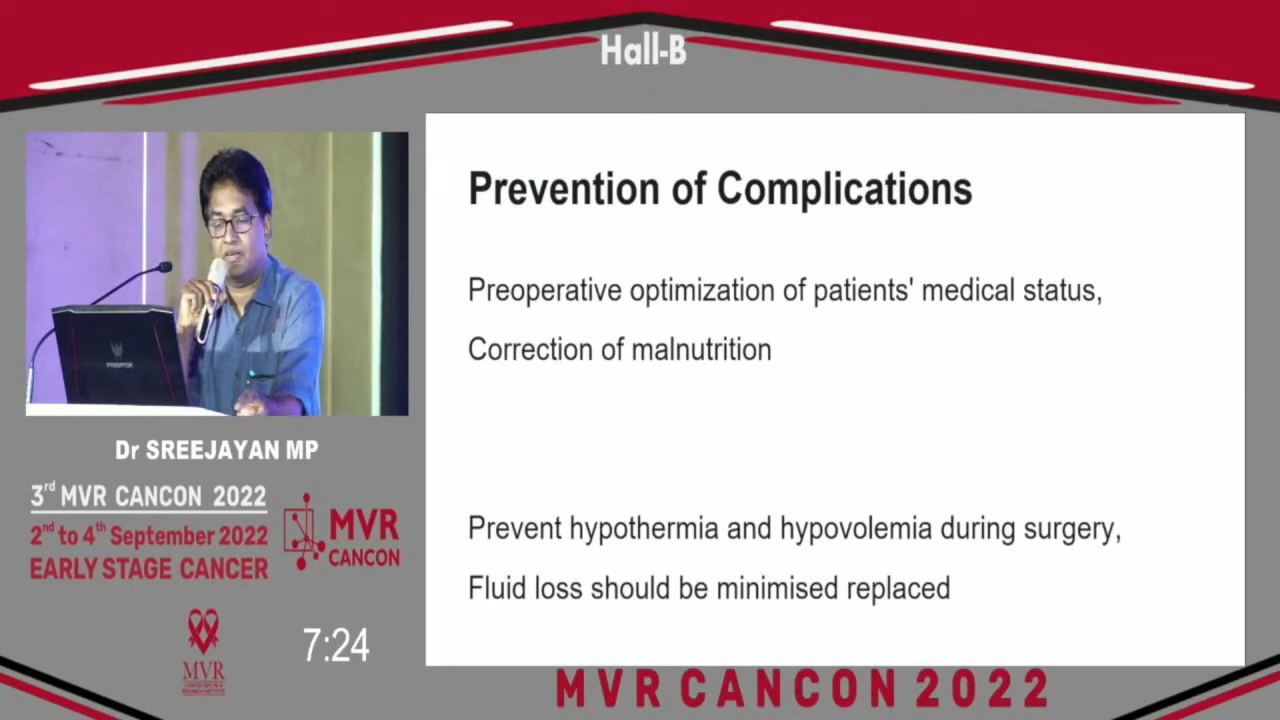 Hall-B
Prevention of Complications
Preoperative optimization of patients' medical status,
Correction of malnutrition
Prevent hypothermia and hypovolemia during surgery,
Fluid loss should be minimised replaced
PREDATOR
Dr SREEJAYAN MP
3rd MVR CANCON 2022
2nd to 4th September 2022
EARLY STAGE CANCER
MVR
CANCON
MVR
7:24
MVR CANCON 2022